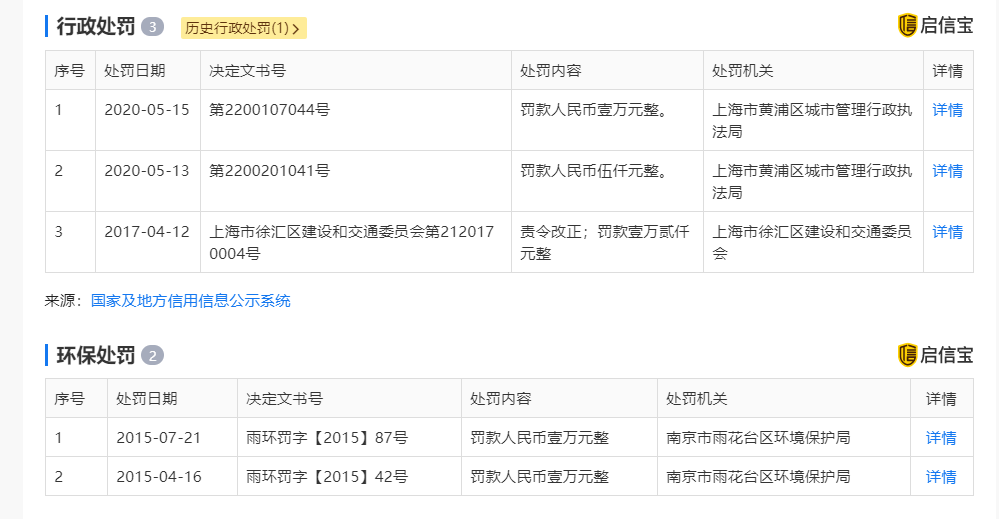 行政处罚 3 历史行政处罚(1) 启信宝
序号 处罚日期 决定文书号 处罚内容 处罚机关 详情
1 2020-05-15 第2200107044号 罚款人民币壹万元整。 上海市黄浦区城市管理行政执 详情
法局
2 2020-05-13 第2200201041号 罚款人民币伍仟元整。 上海市黄浦区城市管理行政执 详情
法局
3 2017-04-12 上海市徐汇区建设和交通委员会第212017 责令改正；罚款壹万贰仟 上海市徐汇区建设和交通委员 详情
0004号 元整 会
来源：国家及地方信用信息公示系统
环保处罚 2 启信宝
序号 处罚日期 决定文书号 处罚内容 处罚机关 详情
1 2015-07-21 雨环罚字【2015】87号 罚款人民币壹万元整 南京市雨花台区环境保护局 详情
2 2015-04-16 雨环罚字【2015】42号 罚款人民币壹万元整 南京市雨花台区环境保护局 详情